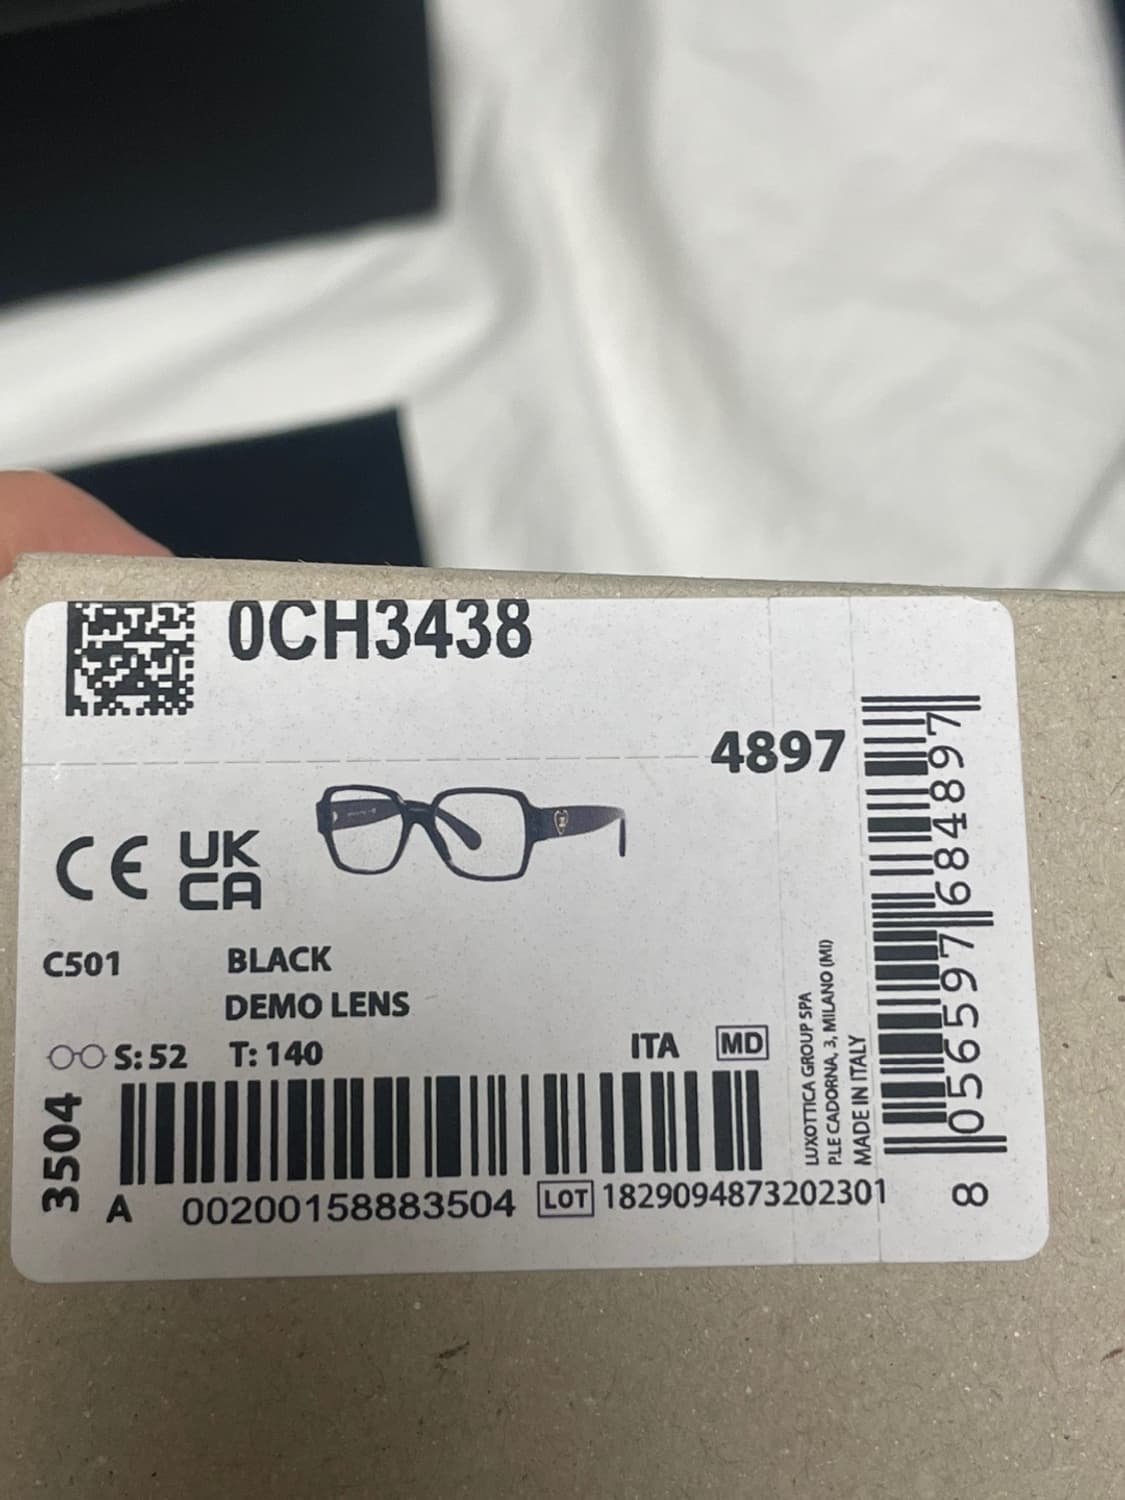 0CH3438
4897
CE UK
CA
C501 BLACK
DEMO LENS
S: 52 T: 140 ITA MD
3504
A 00200158883504 LOT 1829094873202301
LUXOTTICA GROUP SPA
PLE CADORNA, 3, MILANO (MI)
MADE IN ITALY
8 056597 684897